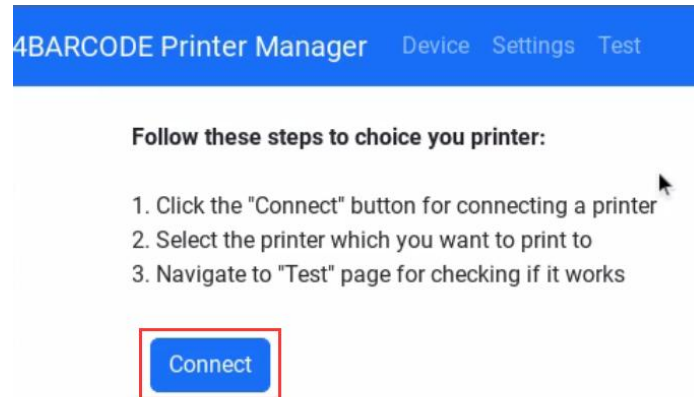 4BARCODE Printer Manager Device Settings Test
Follow these steps to choice you printer:
1. Click the "Connect" button for connecting a printer
2. Select the printer which you want to print to
3. Navigate to "Test" page for checking if it works
Connect